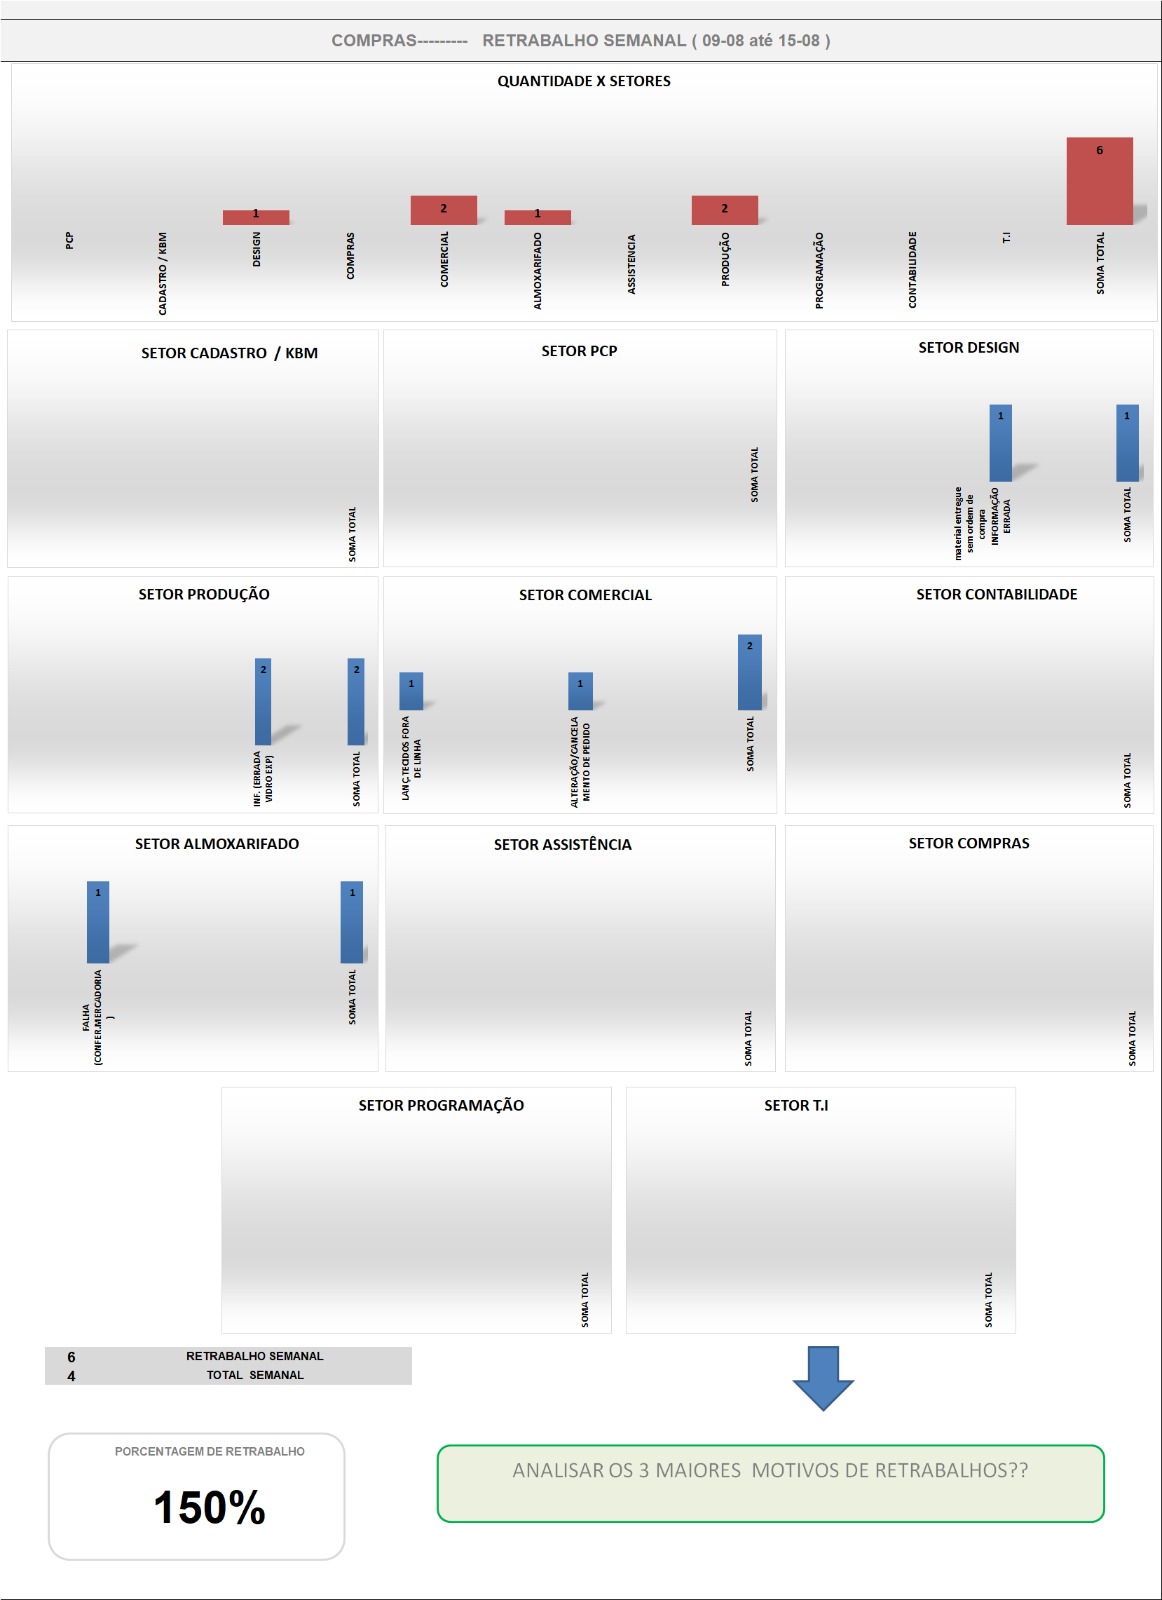 COMPRAS---------   RETRABALHO SEMANAL ( 09-08 até 15-08 )
QUANTIDADE X SETORES
1
2
1
2
6
PCP
CADASTRO / KBM
DESIGN
COMPRAS
COMERCIAL
ALMOXARIFADO
ASSISTENCIA
PRODUÇÃO
PROGRAMAÇÃO
CONTABILIDADE
T.I
SOMA TOTAL
SETOR CADASTRO  / KBM
SOMA TOTAL
SETOR PCP
SOMA TOTAL
SETOR DESIGN
1
1
material entregue
sem ordem de
compra
INFORMAÇÃO
ERRADA
SOMA TOTAL
SETOR PRODUÇÃO
2
2
INF. (ERRADA
VIDRO EXP)
SOMA TOTAL
SETOR COMERCIAL
1
1
2
LANÇ.TECIDOS FORA
DE LINHA
ALTERAÇÃO/CANCELA
MENTO DE PEDIDO
SOMA TOTAL
SETOR CONTABILIDADE
SOMA TOTAL
SETOR ALMOXARIFADO
1
1
FALHA
(CONFER.MERCADORIA
)
SOMA TOTAL
SETOR ASSISTÊNCIA
SOMA TOTAL
SETOR COMPRAS
SOMA TOTAL
SETOR PROGRAMAÇÃO
SOMA TOTAL
SETOR T.I
SOMA TOTAL
6 RETRABALHO SEMANAL
4 TOTAL  SEMANAL
PORCENTAGEM DE RETRABALHO
150%
ANALISAR OS 3 MAIORES  MOTIVOS DE RETRABALHOS??